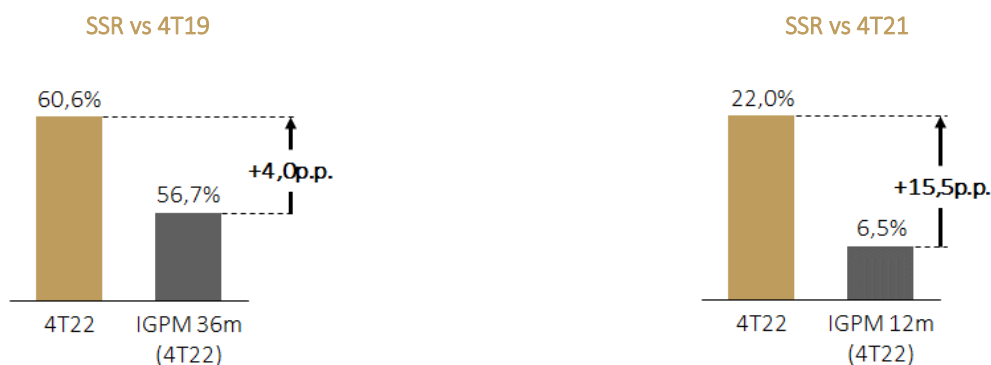 SSR vs 4T19
60,6%
+4,0p.p.
56,7%
4T22
IGPM 36m
(4T22)
SSR vs 4T21
22,0%
+15,5p.p.
6,5%
4T22
IGPM 12m
(4T22)